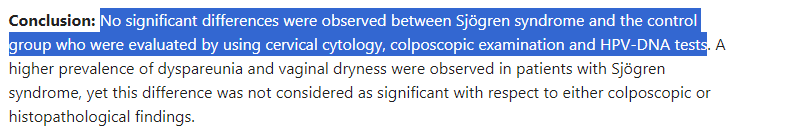 Conclusion: No significant differences were observed between Sjögren syndrome and the control
group who were evaluated by using cervical cytology, colposcopic examination and HPV-DNA tests. A
higher prevalence of dyspareunia and vaginal dryness were observed in patients with Sjögren
syndrome, yet this difference was not considered as significant with respect to either colposcopic or
histopathological findings.